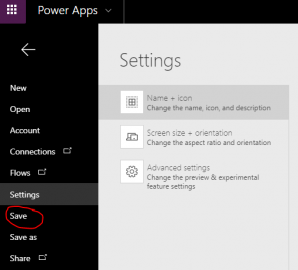 Power Apps
Settings
New
Open
Account
Connections
Flows
Settings
Save
Save as
Share
Name + icon
Change the name, icon, and description
Screen size + orientation
Change the aspect ratio and orientation
Advanced settings
Change the preview & experimental
feature settings